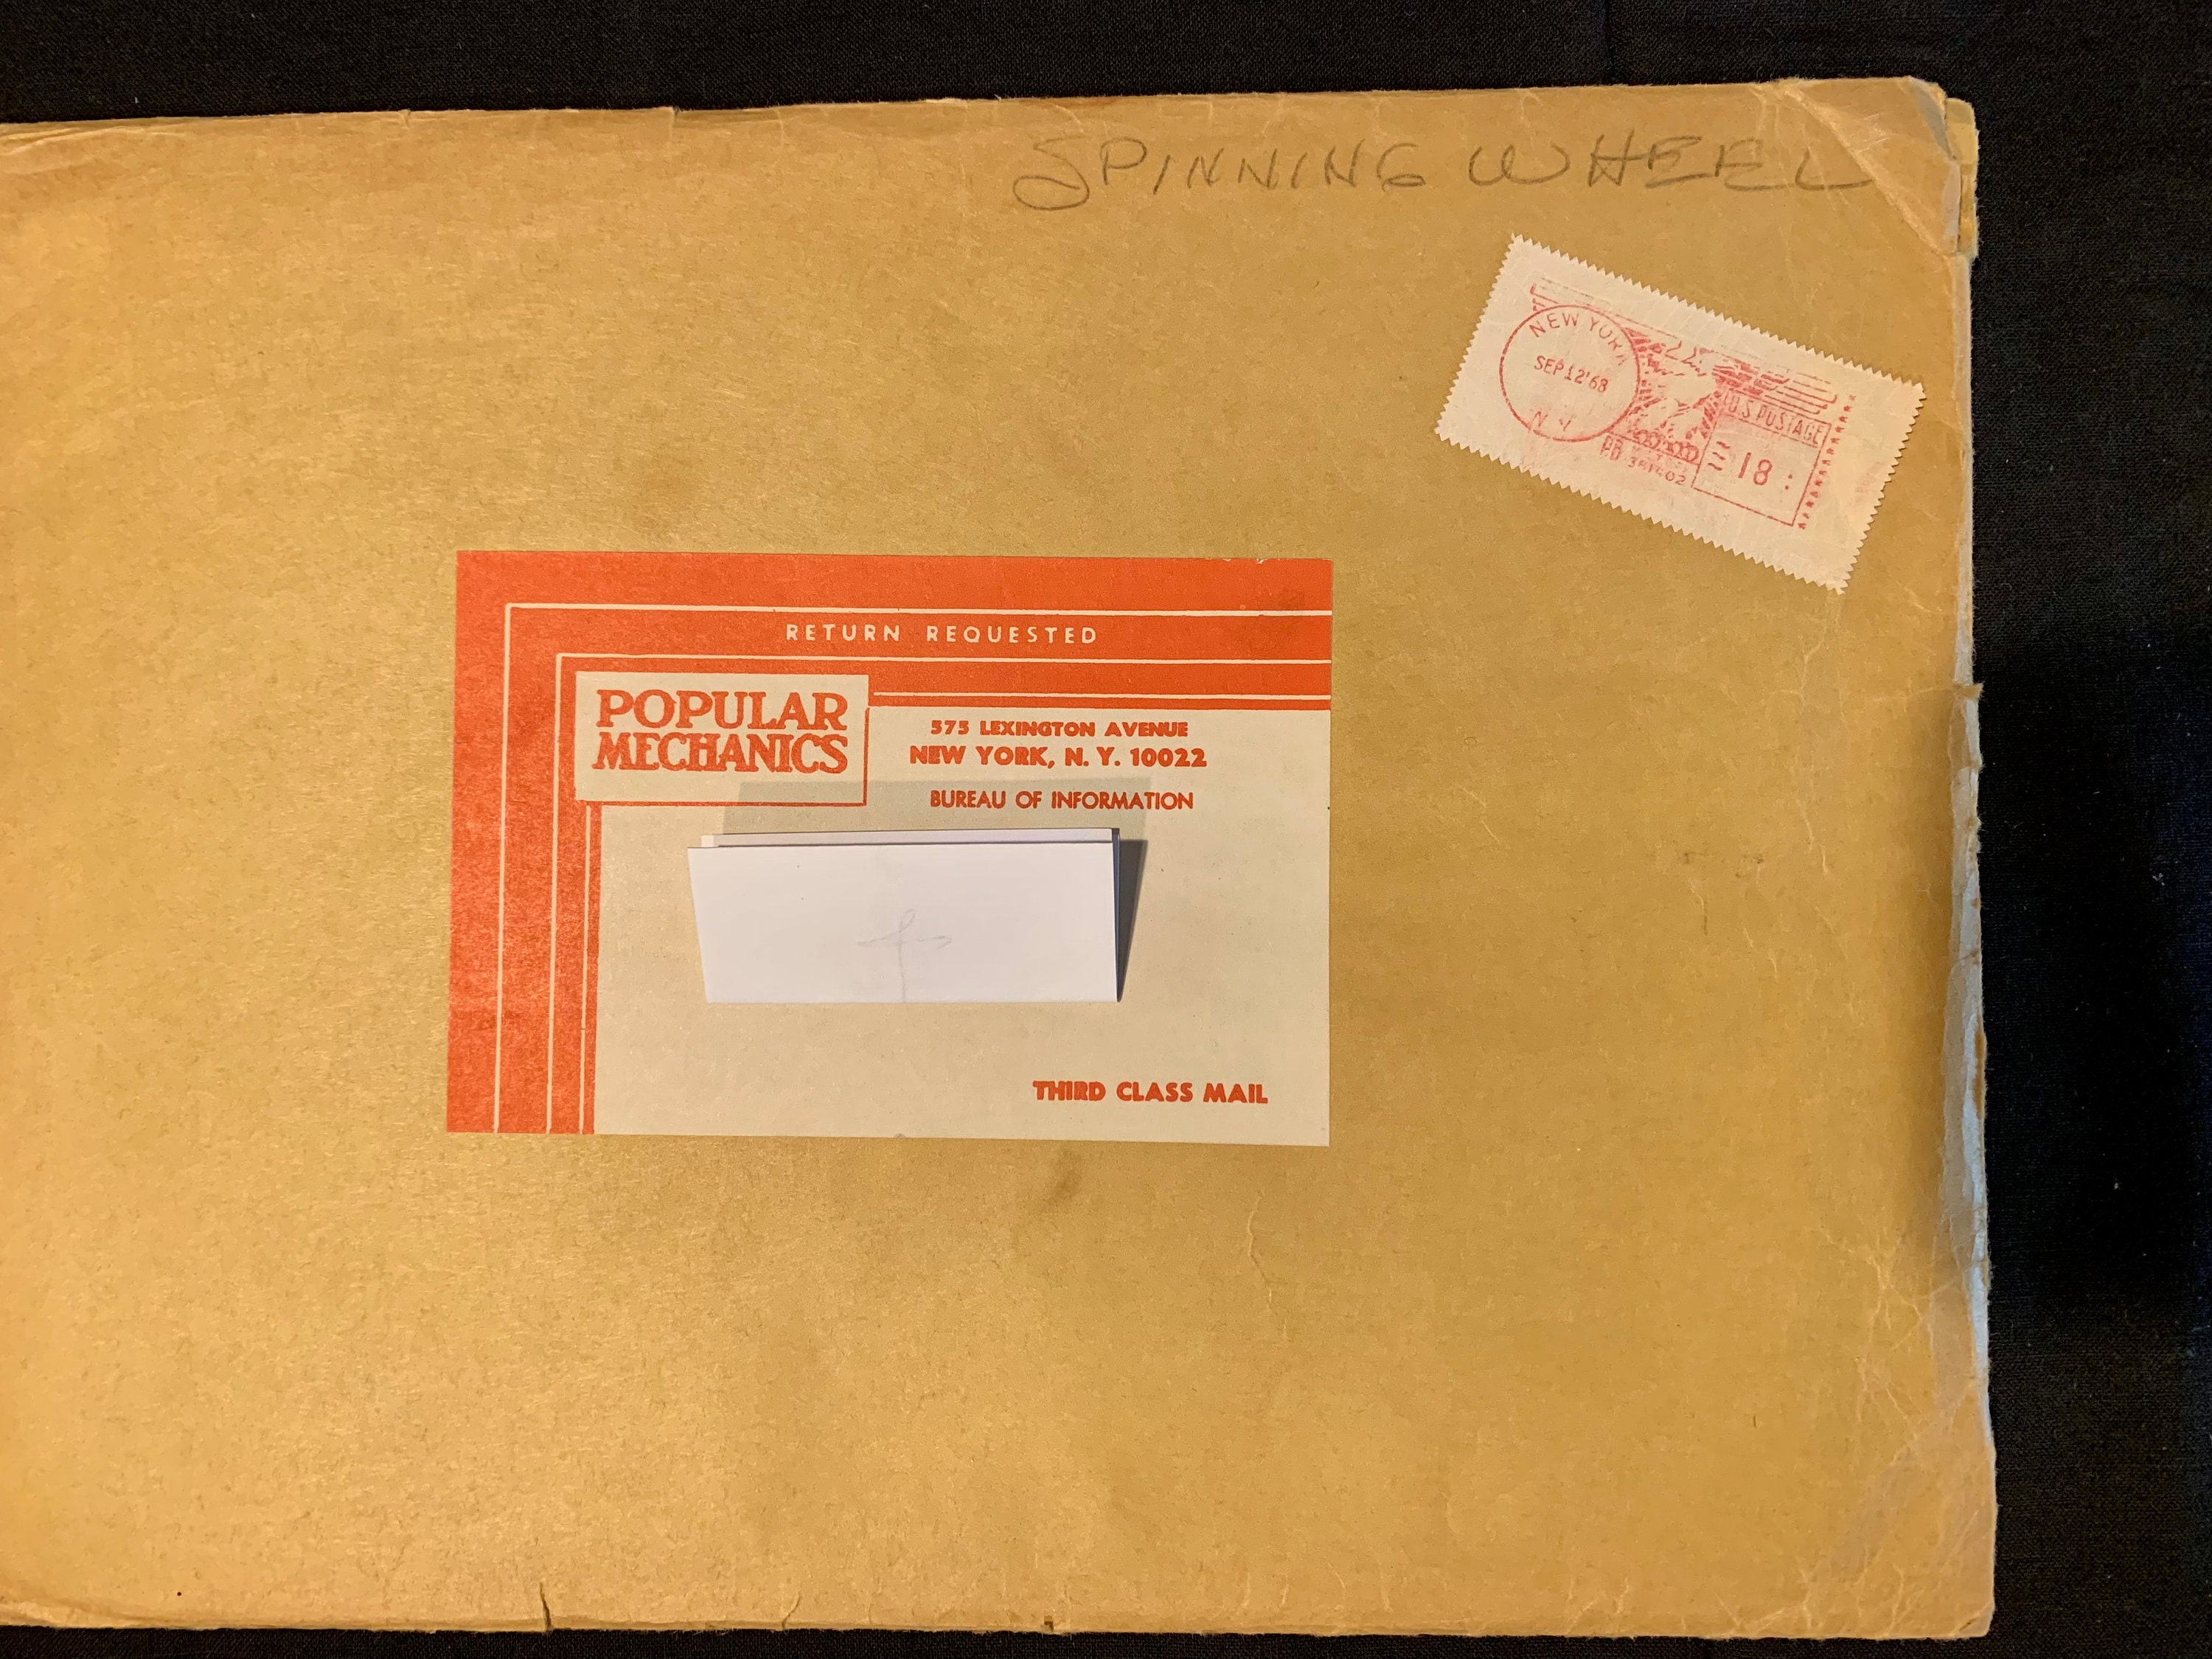 SPINNING WHEEL
NEW YORK
SEP 12 '68
N.Y.
U.S. POSTAGE
18
RETURN REQUESTED
POPULAR
MECHANICS
575 LEXINGTON AVENUE
NEW YORK, N. Y. 10022
BUREAU OF INFORMATION
THIRD CLASS MAIL